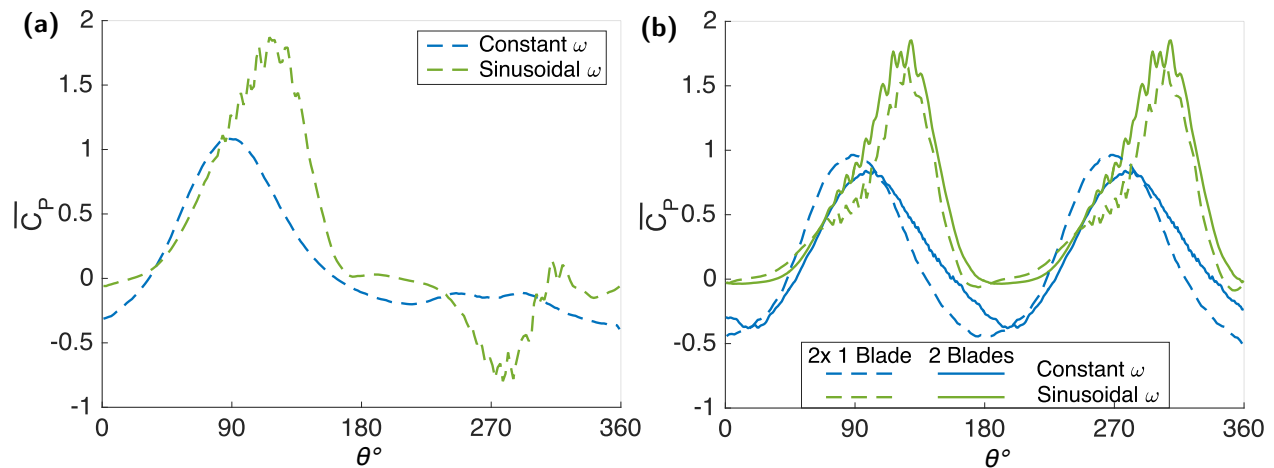 (a)
2
1.5
1
0.5
0
-0.5
-1
C̅P̅
0
90
180
270
360
θ°
Constant ω
Sinusoidal ω
(b)
2
1.5
1
0.5
0
-0.5
-1
C̅P̅
0
90
180
270
360
θ°
2x 1 Blade 2 Blades
Constant ω
Sinusoidal ω